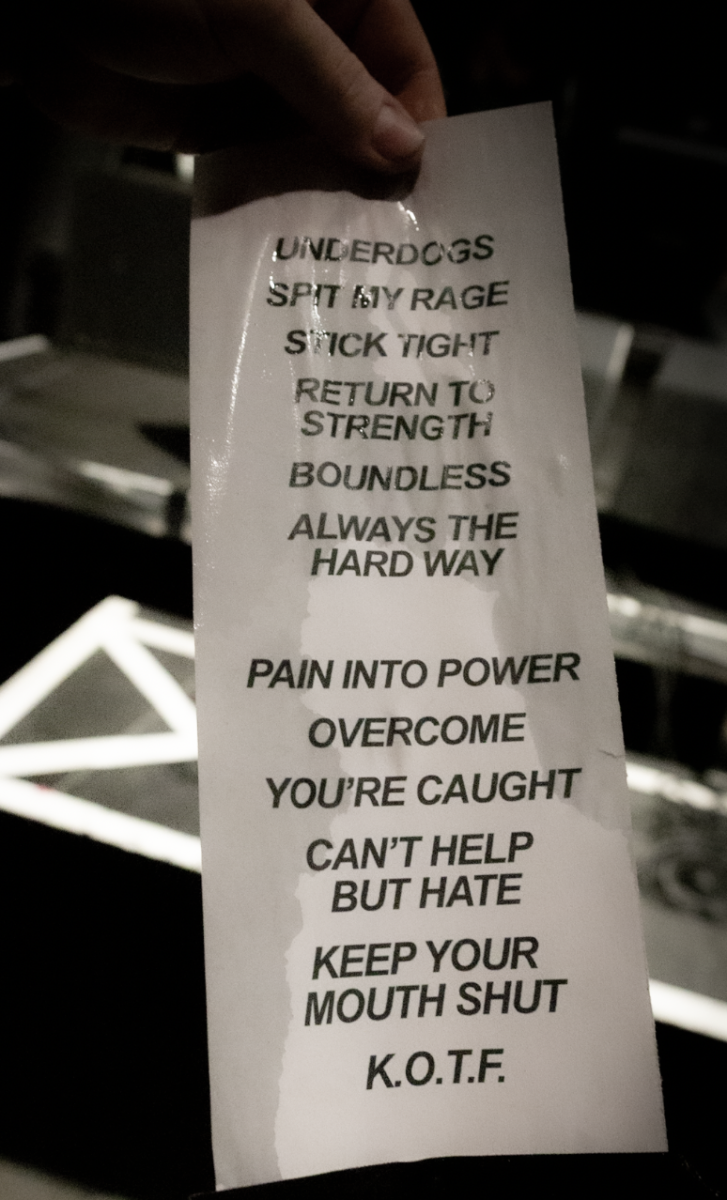 UNDERDOGS
SPIT MY RAGE
STICK TIGHT
RETURN TO
STRENGTH
BOUNDLESS
ALWAYS THE
HARD WAY
PAIN INTO POWER
OVERCOME
YOU'RE CAUGHT
CAN'T HELP
BUT HATE
KEEP YOUR
MOUTH SHUT
K.O.T.F.